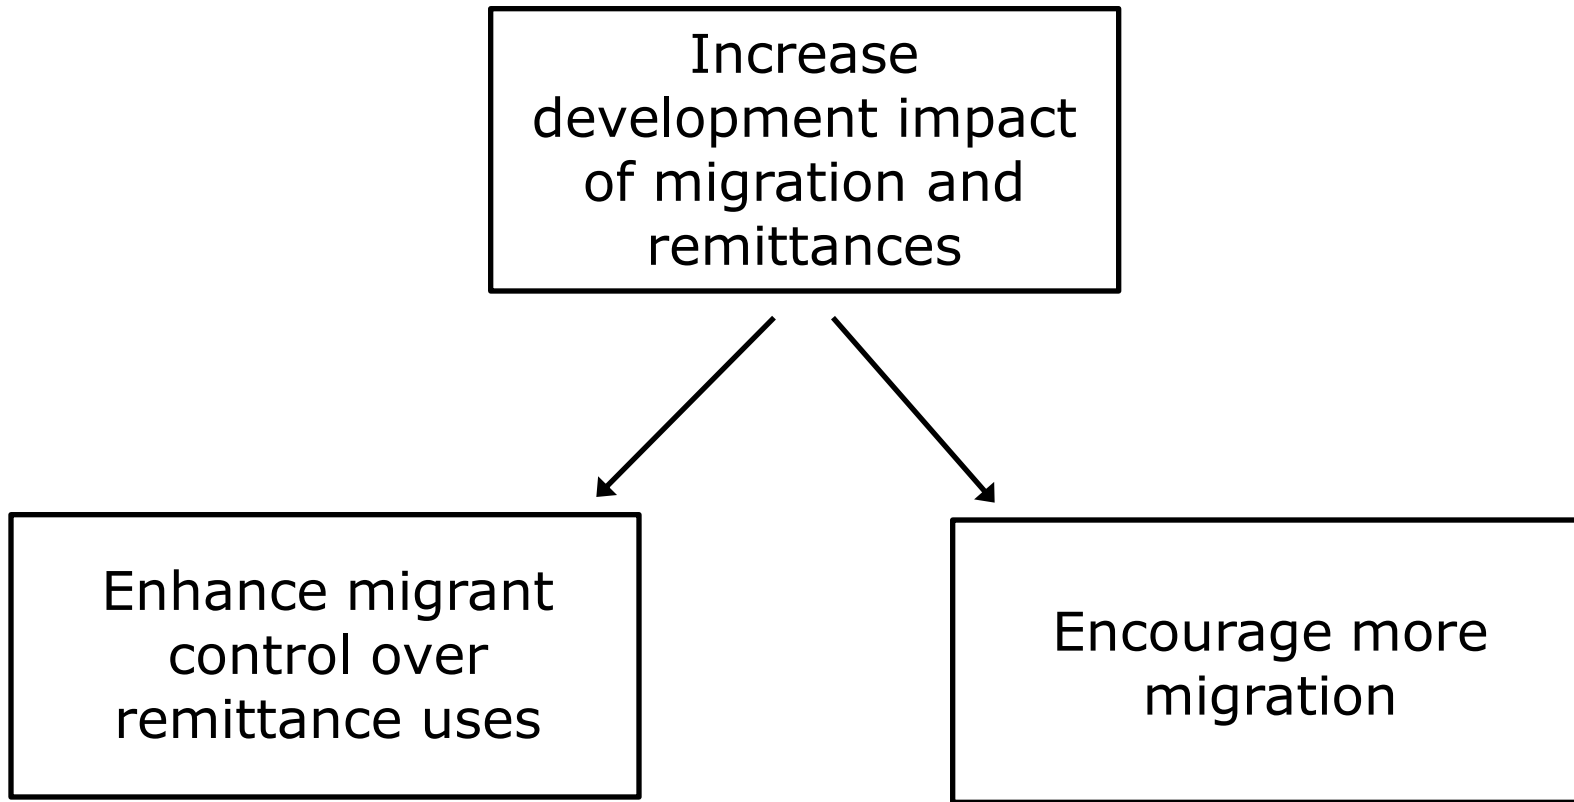 Increase
development impact
of migration and
remittances
Enhance migrant
control over
remittance uses
Encourage more
migration